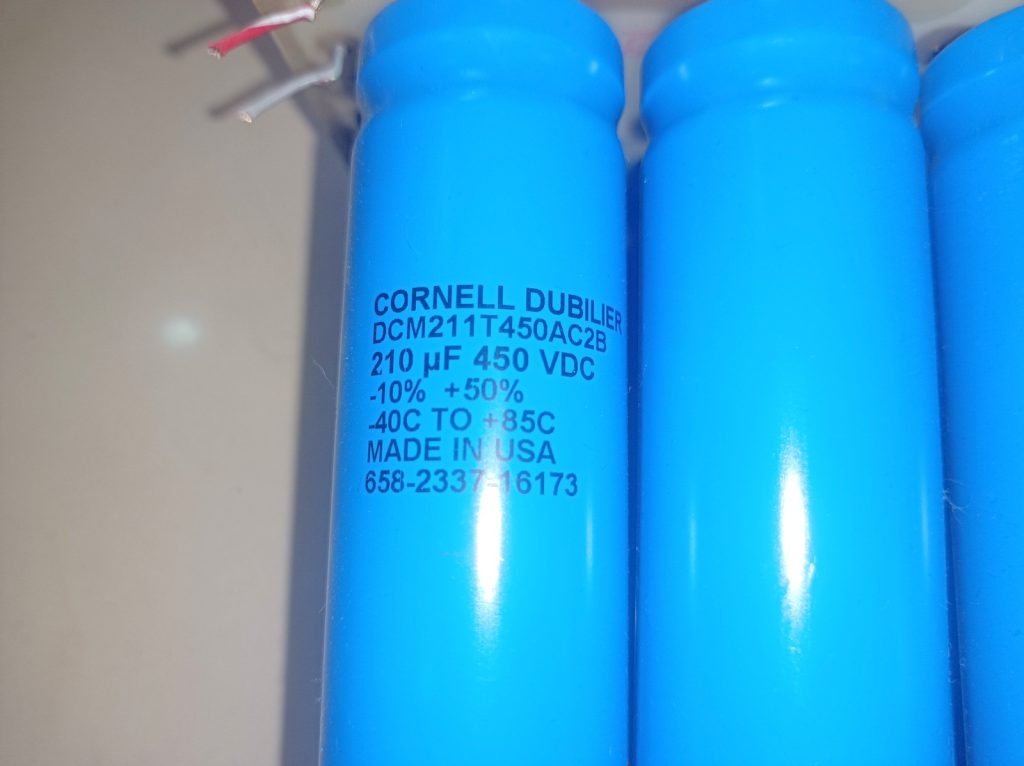 CORNELL DUBILIER
DCM211T450AC2B
210 µF 450 VDC
-10% +50%
-40C TO +85C
MADE IN USA
658-2337-16173